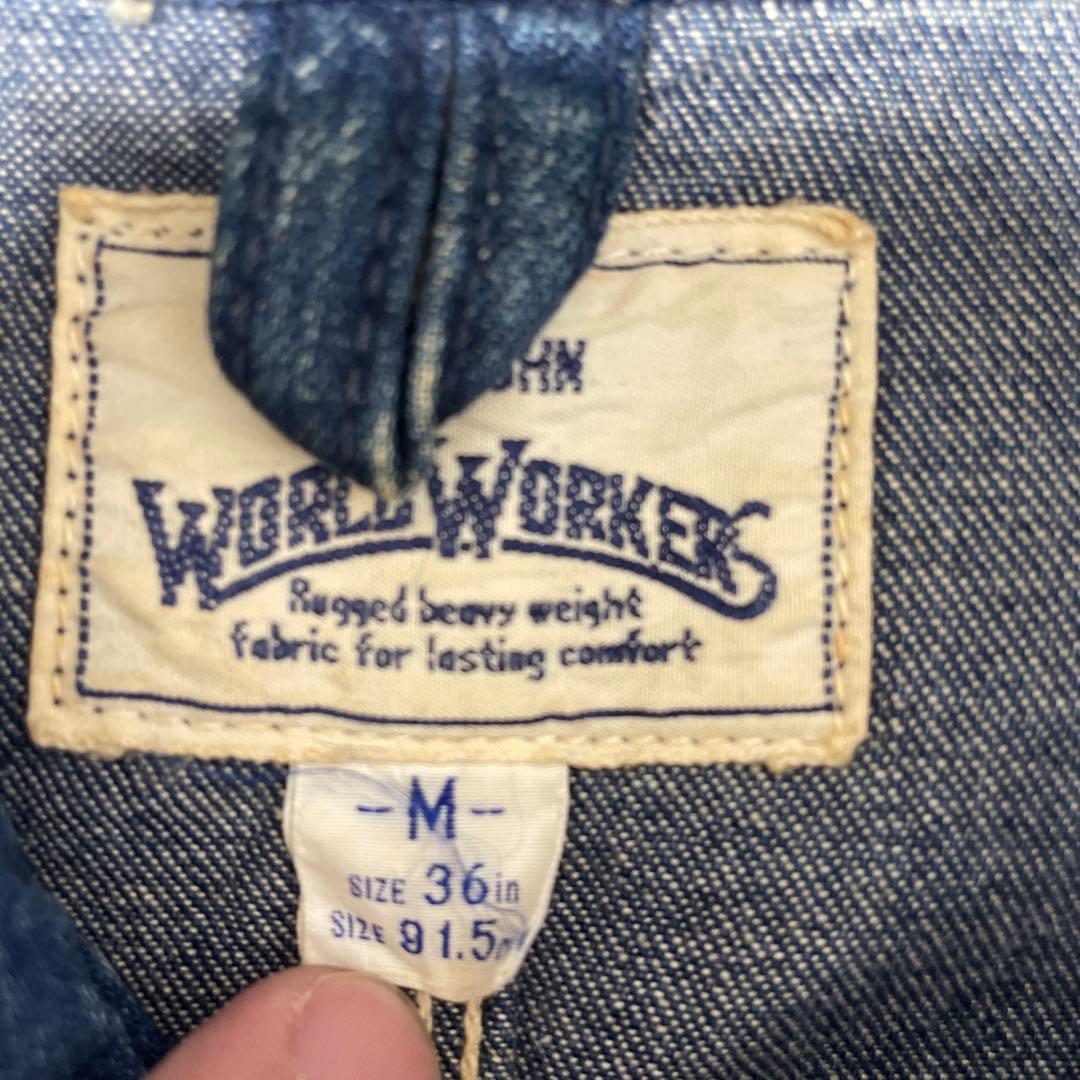 WORLD WORKERS
Rugged heavy weight
fabric for lasting comfort
-M-
SIZE 36in
SIZE 91.5